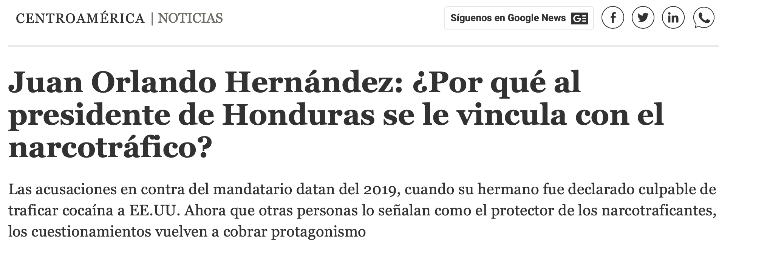 CENTROAMÉRICA | NOTICIAS
Síguenos en Google News GE
Juan Orlando Hernández: ¿Por qué al
presidente de Honduras se le vincula con el
narcotráfico?
Las acusaciones en contra del mandatario datan del 2019, cuando su hermano fue declarado culpable de
traficar cocaína a EE.UU. Ahora que otras personas lo señalan como el protector de los narcotraficantes,
los cuestionamientos vuelven a cobrar protagonismo